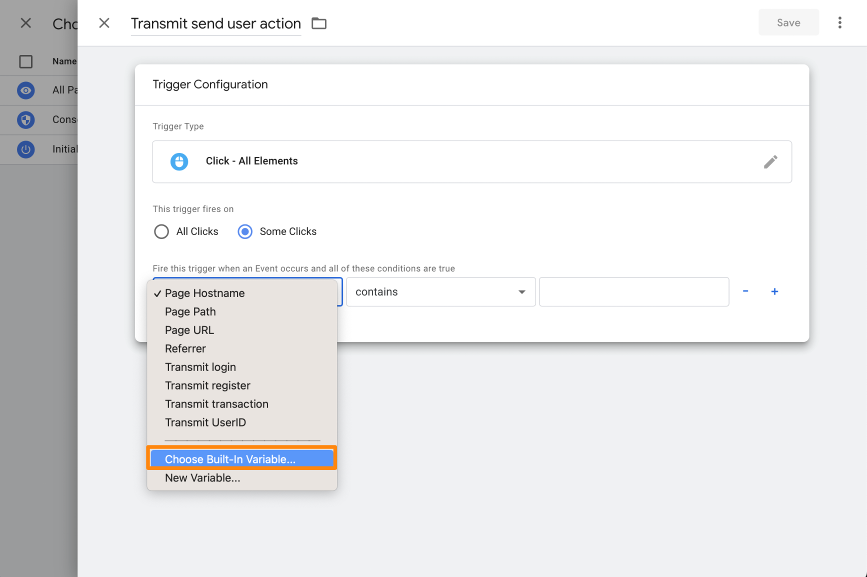 Cho
Transmit send user action
Save
Name
All Pa
Cons
Initial
Trigger Configuration
Trigger Type
Click - All Elements
This trigger fires on
All Clicks
Some Clicks
Fire this trigger when an Event occurs and all of these conditions are true
✓ Page Hostname
contains
- +
Page Path
Page URL
Referrer
Transmit login
Transmit register
Transmit transaction
Transmit UserID
Choose Built-In Variable...
New Variable...